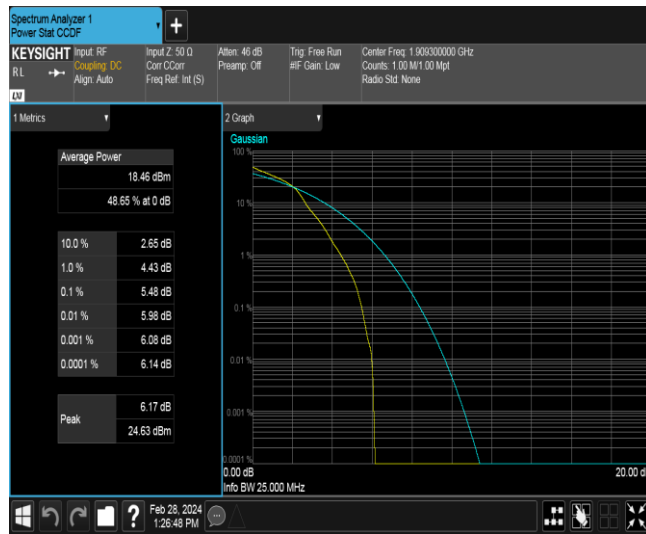 Spectrum Analyzer 1
Power Stat CCDF
+
KEYSIGHT
RL
LXI
Input: RF
Coupling: DC
Align: Auto
Input Z: 50 Ω
Corr CCorr
Freq Ref: Int (S)
Atten: 46 dB
Preamp: Off
Trig: Free Run
#IF Gain: Low
Center Freq: 1.909300000 GHz
Counts: 1.00 M/1.00 Mpt
Radio Std: None
1 Metrics
Average Power
18.46 dBm
48.65 % at 0 dB
10.0 % 2.65 dB
1.0 % 4.43 dB
0.1 % 5.48 dB
0.01 % 5.98 dB
0.001 % 6.08 dB
0.0001 % 6.14 dB
Peak
6.17 dB
24.63 dBm
2 Graph
Gaussian
100 %
10 %
1 %
0.1 %
0.01 %
0.001 %
0.0001 %
0.00 dB
20.00 d
Info BW 25.000 MHz
?
Feb 28, 2024
1:26:48 PM